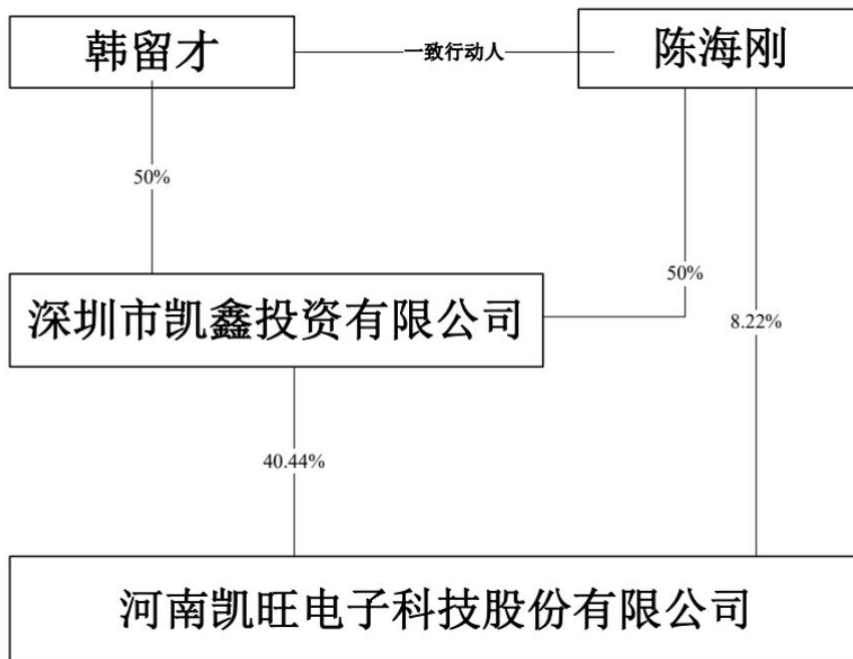 韩留才
一致行动人
陈海刚
50%
50%
深圳市凯鑫投资有限公司
8.22%
40.44%
河南凯旺电子科技股份有限公司